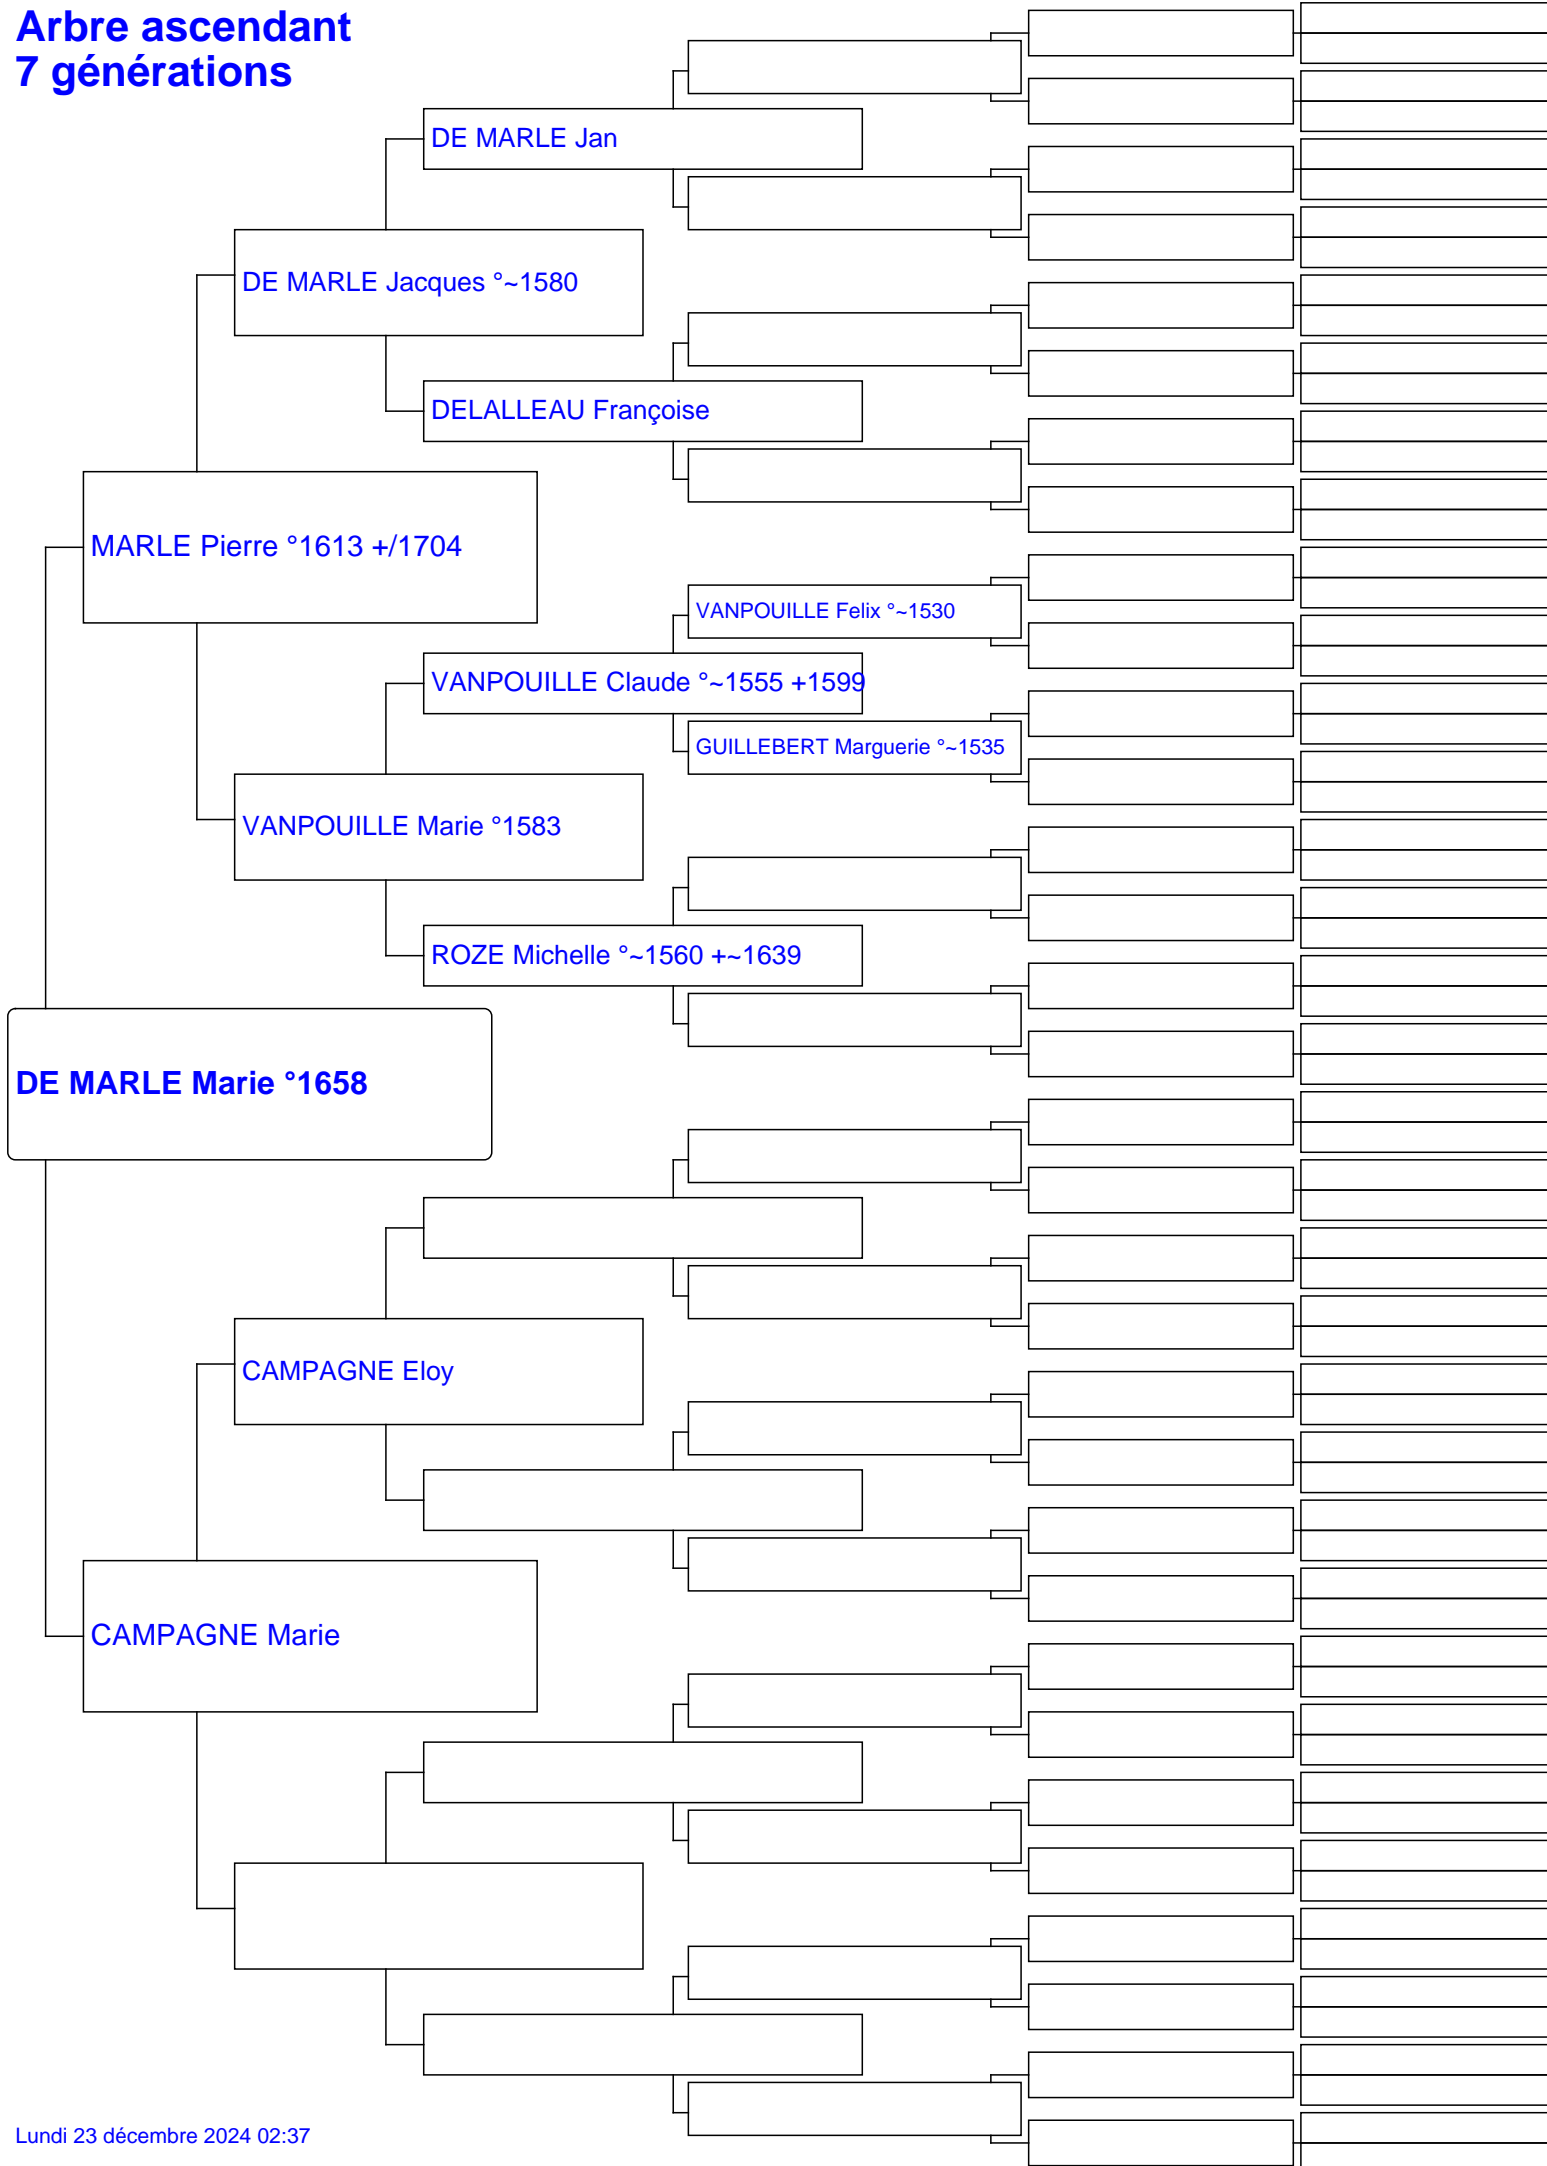 Arbre ascendant
7 générations
DE MARLE Jan
DE MARLE Jacques °~1580
DELALLEAU Françoise
MARLE Pierre °1613 +/1704
VANPOUILLE Felix °~1530
VANPOUILLE Claude °~1555 +1599
GUILLEBERT Marguerie °~1535
VANPOUILLE Marie °1583
ROZE Michelle °~1560 +~1639
DE MARLE Marie °1658
CAMPAGNE Eloy
CAMPAGNE Marie
Lundi 23 décembre 2024 02:37